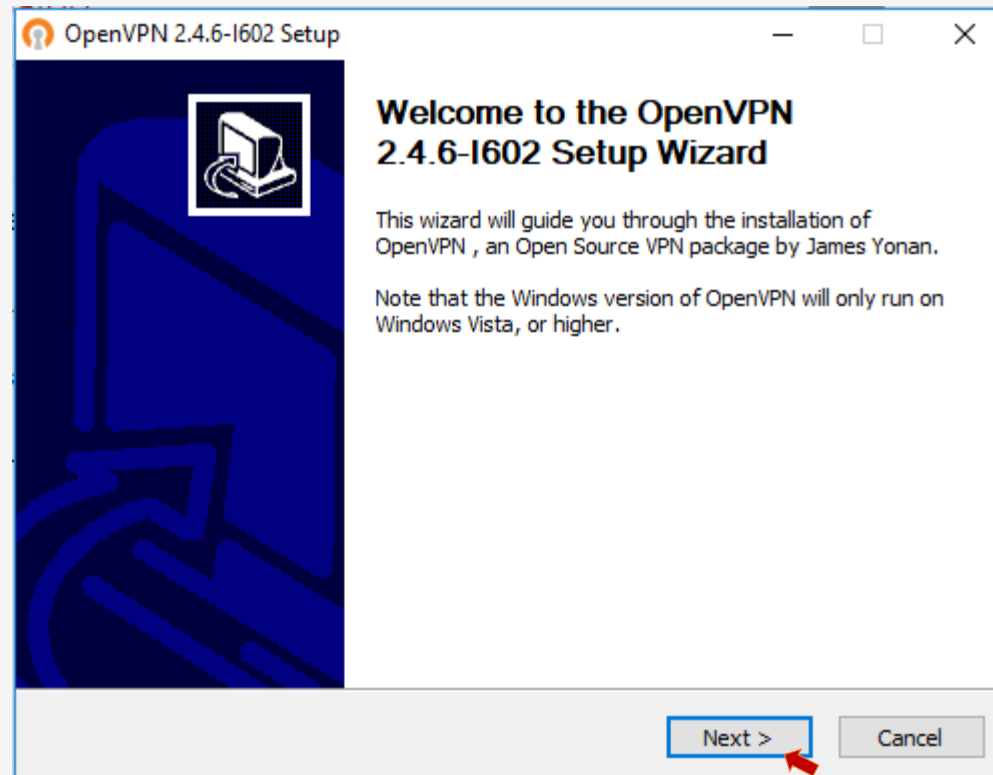 OpenVPN 2.4.6-I602 Setup
Welcome to the OpenVPN
2.4.6-I602 Setup Wizard
This wizard will guide you through the installation of
OpenVPN , an Open Source VPN package by James Yonan.
Note that the Windows version of OpenVPN will only run on
Windows Vista, or higher.
Next >
Cancel